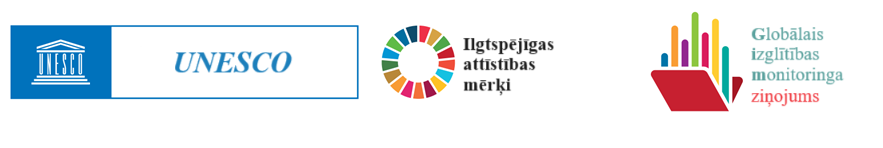 UNESCO
UNESCO
Ilgtspējīgas
attīstības
mērķi
Globālais
izglītības
monitoringa
ziņojums